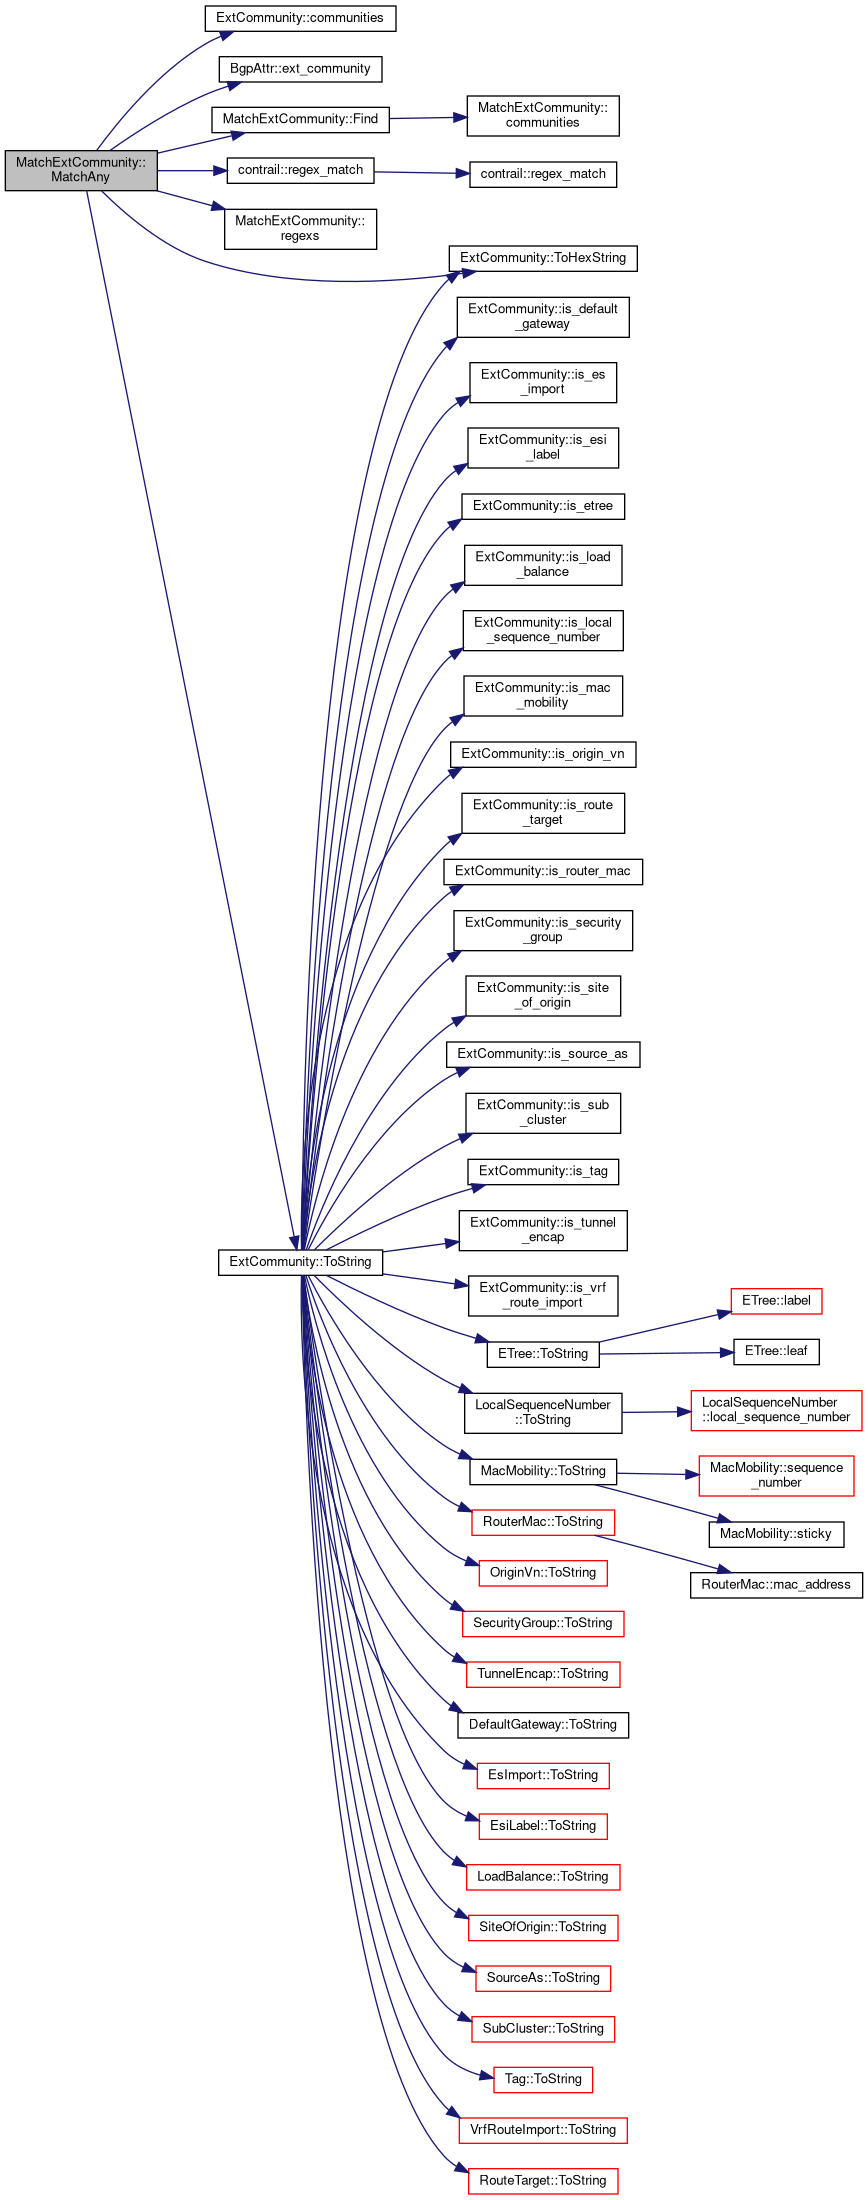 ExtCommunity::communities
BgpAttr::ext_community
MatchExtCommunity::Find
MatchExtCommunity::
communities
MatchExtCommunity::
MatchAny
contrail::regex_match
contrail::regex_match
MatchExtCommunity::
regexs
ExtCommunity::ToHexString
ExtCommunity::is_default
_gateway
ExtCommunity::is_es
_import
ExtCommunity::is_esi
_label
ExtCommunity::is_etree
ExtCommunity::is_load
_balance
ExtCommunity::is_local
_sequence_number
ExtCommunity::is_mac
_mobility
ExtCommunity::is_origin_vn
ExtCommunity::is_route
_target
ExtCommunity::is_router_mac
ExtCommunity::is_security
_group
ExtCommunity::is_site
_of_origin
ExtCommunity::is_source_as
ExtCommunity::is_sub
_cluster
ExtCommunity::is_tag
ExtCommunity::is_tunnel
_encap
ExtCommunity::ToString
ExtCommunity::is_vrf
_route_import
ETree::label
ETree::ToString
ETree::leaf
LocalSequenceNumber
::ToString
LocalSequenceNumber
::local_sequence_number
MacMobility::ToString
MacMobility::sequence
_number
RouterMac::ToString
MacMobility::sticky
OriginVn::ToString
RouterMac::mac_address
SecurityGroup::ToString
TunnelEncap::ToString
DefaultGateway::ToString
EsImport::ToString
EsiLabel::ToString
LoadBalance::ToString
SiteOfOrigin::ToString
SourceAs::ToString
SubCluster::ToString
Tag::ToString
VrfRouteImport::ToString
RouteTarget::ToString